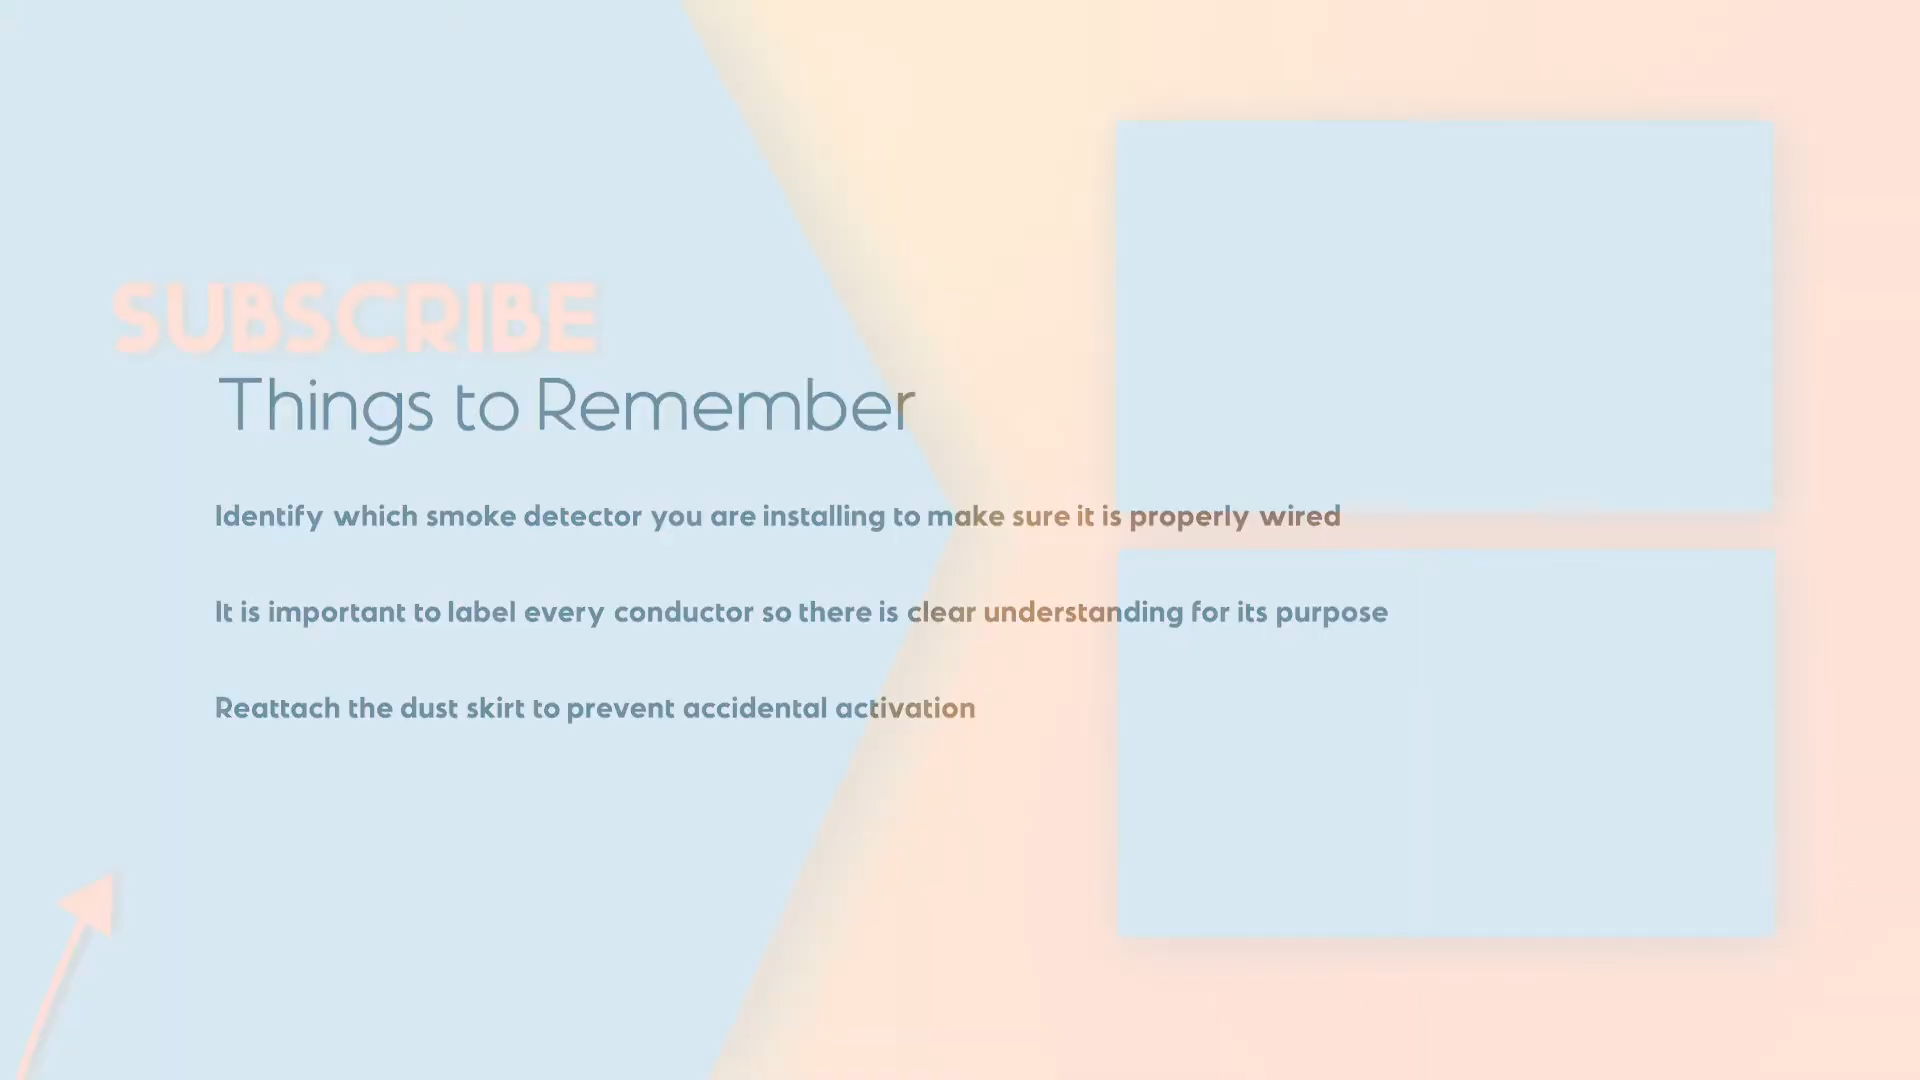 SUBSCRIBE
Things to Remember
Identify which smoke detector you are installing to make sure it is properly wired
It is important to label every conductor so there is clear understanding for its purpose
Reattach the dust skirt to prevent accidental activation